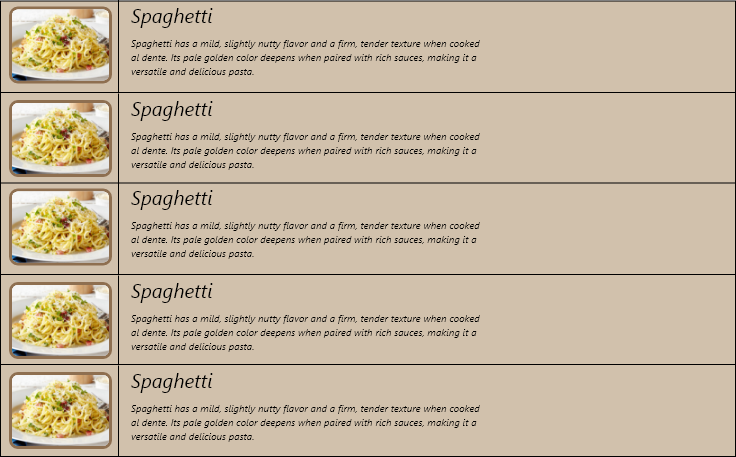 Spaghetti
Spaghetti has a mild, slightly nutty flavor and a firm, tender texture when cooked
al dente. Its pale golden color deepens when paired with rich sauces, making it a
versatile and delicious pasta.
Spaghetti
Spaghetti has a mild, slightly nutty flavor and a firm, tender texture when cooked
al dente. Its pale golden color deepens when paired with rich sauces, making it a
versatile and delicious pasta.
Spaghetti
Spaghetti has a mild, slightly nutty flavor and a firm, tender texture when cooked
al dente. Its pale golden color deepens when paired with rich sauces, making it a
versatile and delicious pasta.
Spaghetti
Spaghetti has a mild, slightly nutty flavor and a firm, tender texture when cooked
al dente. Its pale golden color deepens when paired with rich sauces, making it a
versatile and delicious pasta.
Spaghetti
Spaghetti has a mild, slightly nutty flavor and a firm, tender texture when cooked
al dente. Its pale golden color deepens when paired with rich sauces, making it a
versatile and delicious pasta.